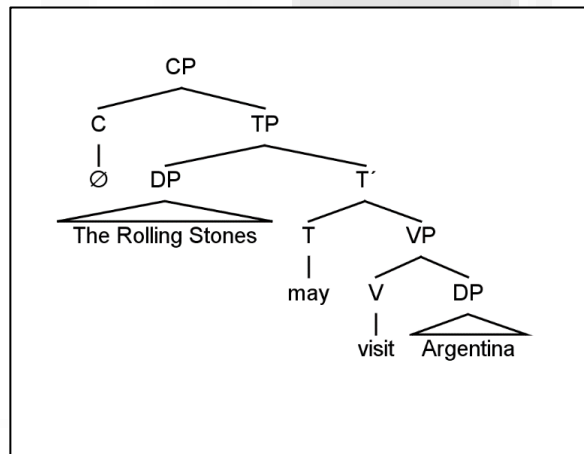 CP
C TP
∅ DP T´
The Rolling Stones T VP
may V DP
visit Argentina